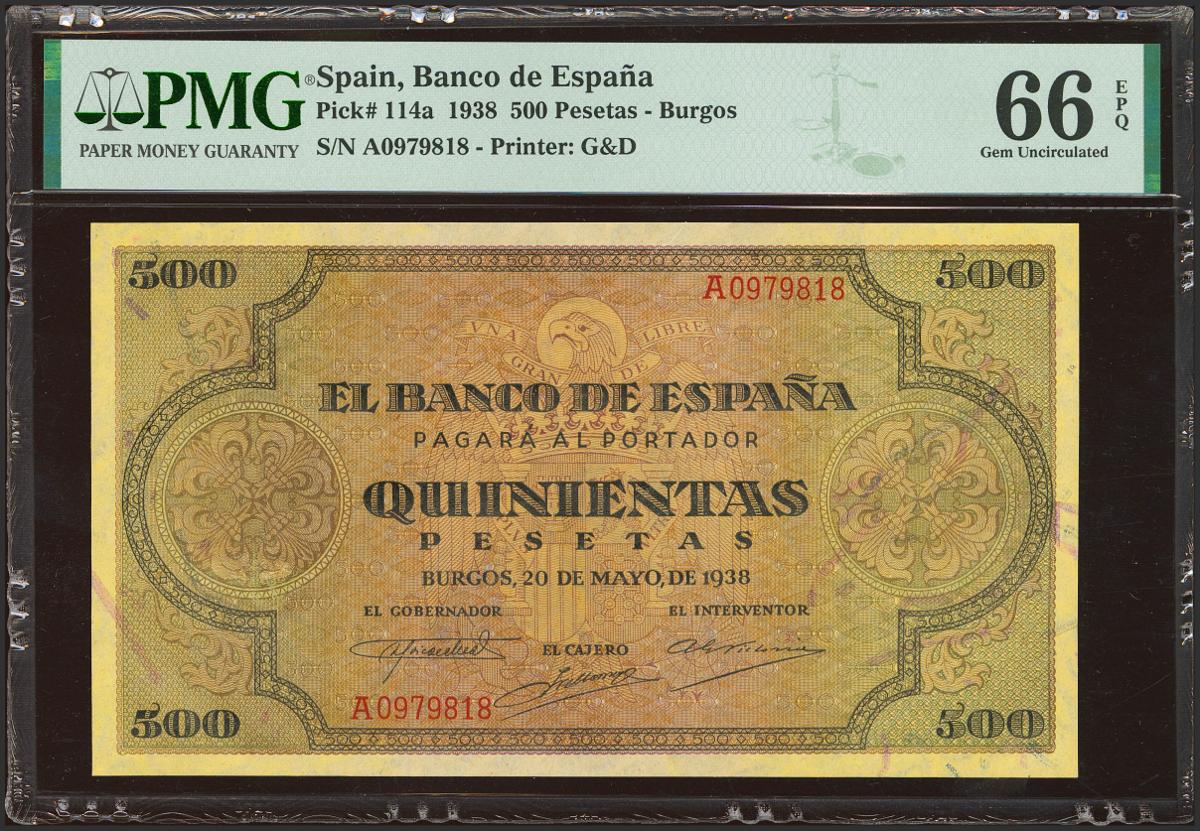 PMG®
PAPER MONEY GUARANTY
Spain, Banco de España
Pick# 114a 1938 500 Pesetas - Burgos
S/N A0979818 - Printer: G&D
66 EPQ
Gem Uncirculated
500 500
A0979818
UNA GRANDE LIBRE
EL BANCO DE ESPAÑA
PAGARÁ AL PORTADOR
QUINIENTAS
PESETAS
BURGOS, 20 DE MAYO, DE 1938
EL GOBERNADOR EL INTERVENTOR
EL CAJERO
A0979818
500 500